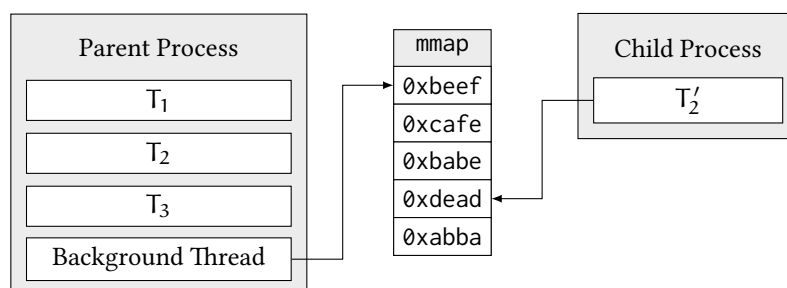 Parent Process
T₁
T₂
T₃
Background Thread
mmap
0xbeef
0xcafe
0xbabe
0xdead
0xabba
Child Process
T₂′